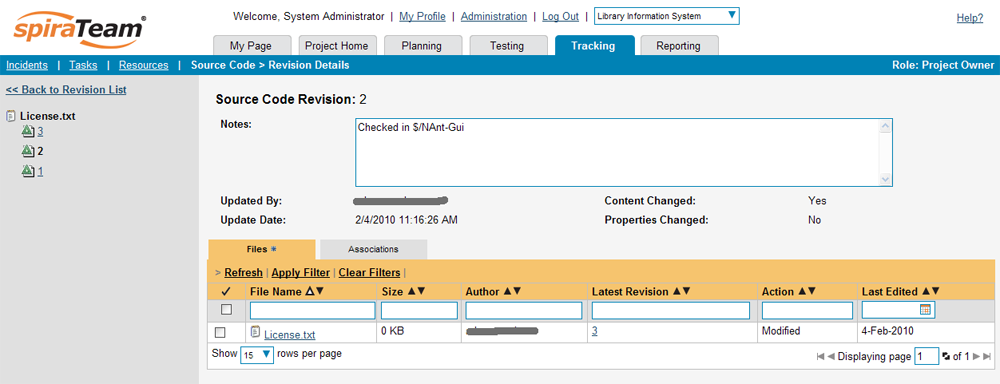 spiraTeam®
Welcome, System Administrator | My Profile | Administration | Log Out | Library Information System
Help?
My Page Project Home Planning Testing Tracking Reporting
Incidents | Tasks | Resources | Source Code > Revision Details Role: Project Owner
<< Back to Revision List
License.txt
3
2
1
Source Code Revision: 2
Notes: Checked in $/NAnt-Gui
Updated By: Content Changed: Yes
Update Date: 2/4/2010 11:16:26 AM Properties Changed: No
Files Associations
> Refresh | Apply Filter | Clear Filters |
File Name Size Author Latest Revision Action Last Edited
License.txt 0 KB 3 Modified 4-Feb-2010
Show 15 rows per page Displaying page 1 of 1